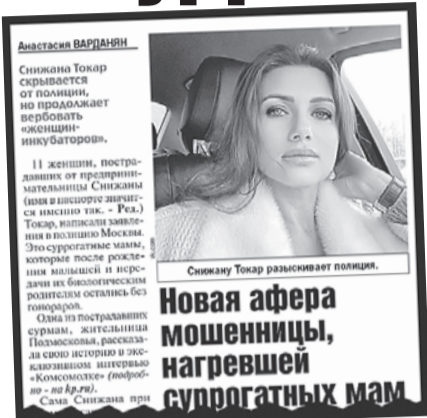 Анастасия ВАРДАНЯН
Снижана Токар
скрывается
от полиции,
но продолжает
вербовать
«женщин-
инкубаторов».
11 женщин, постра-
давших от предприни-
мательницы Снижаны
(имя в паспорте значит-
ся именно так. - Ред.)
Токар, написали заявле-
ния в полицию Москвы.
Это суррогатные мамы,
которые после рожде-
ния малышей и пере-
дачи их биологическим
родителям остались без
гонораров.
Одна из пострадавших
сурмам, жительница
Подмосковья, рассказа-
ла свою историю в экс-
клюзивном интервью
«Комсомолке» (подроб-
но - на kp.ru).
Сама Снижана при
Снижану Токар разыскивает полиция.
Новая афера
мошенницы,
нагревшей
суррогатных мам